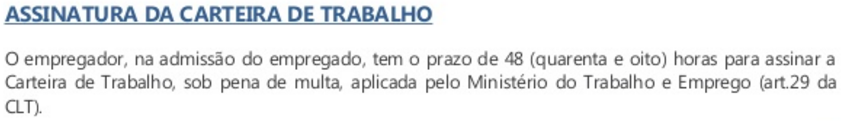 ASSINATURA DA CARTEIRA DE TRABALHO
O empregador, na admissão do empregado, tem o prazo de 48 (quarenta e oito) horas para assinar a
Carteira de Trabalho, sob pena de multa, aplicada pelo Ministério do Trabalho e Emprego (art.29 da
CLT).